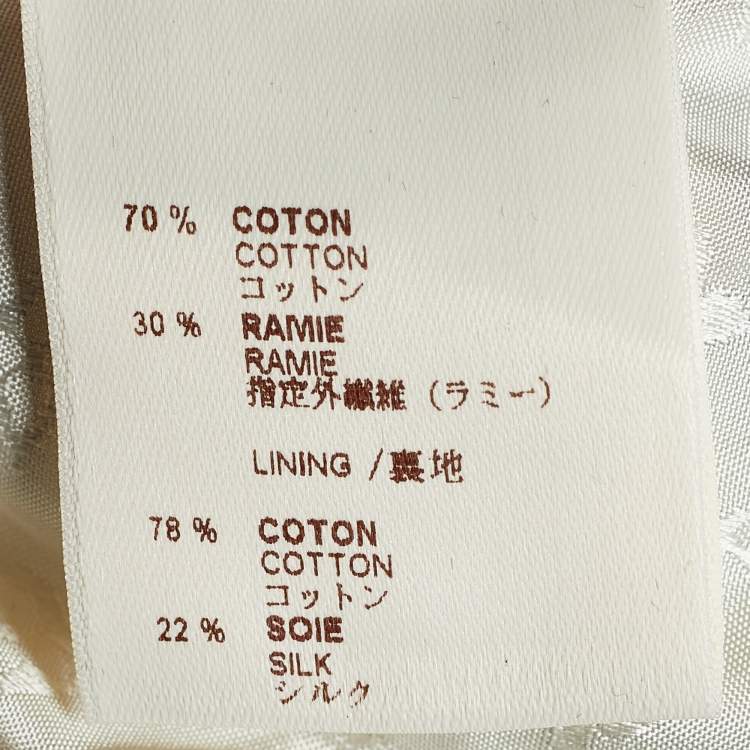 70 % COTON
COTTON
コットン
30 % RAMIE
RAMIE
指定外繊維 (ラミー)
LINING / 裏地
78 % COTON
COTTON
コットン
22 % SOIE
SILK
シルク